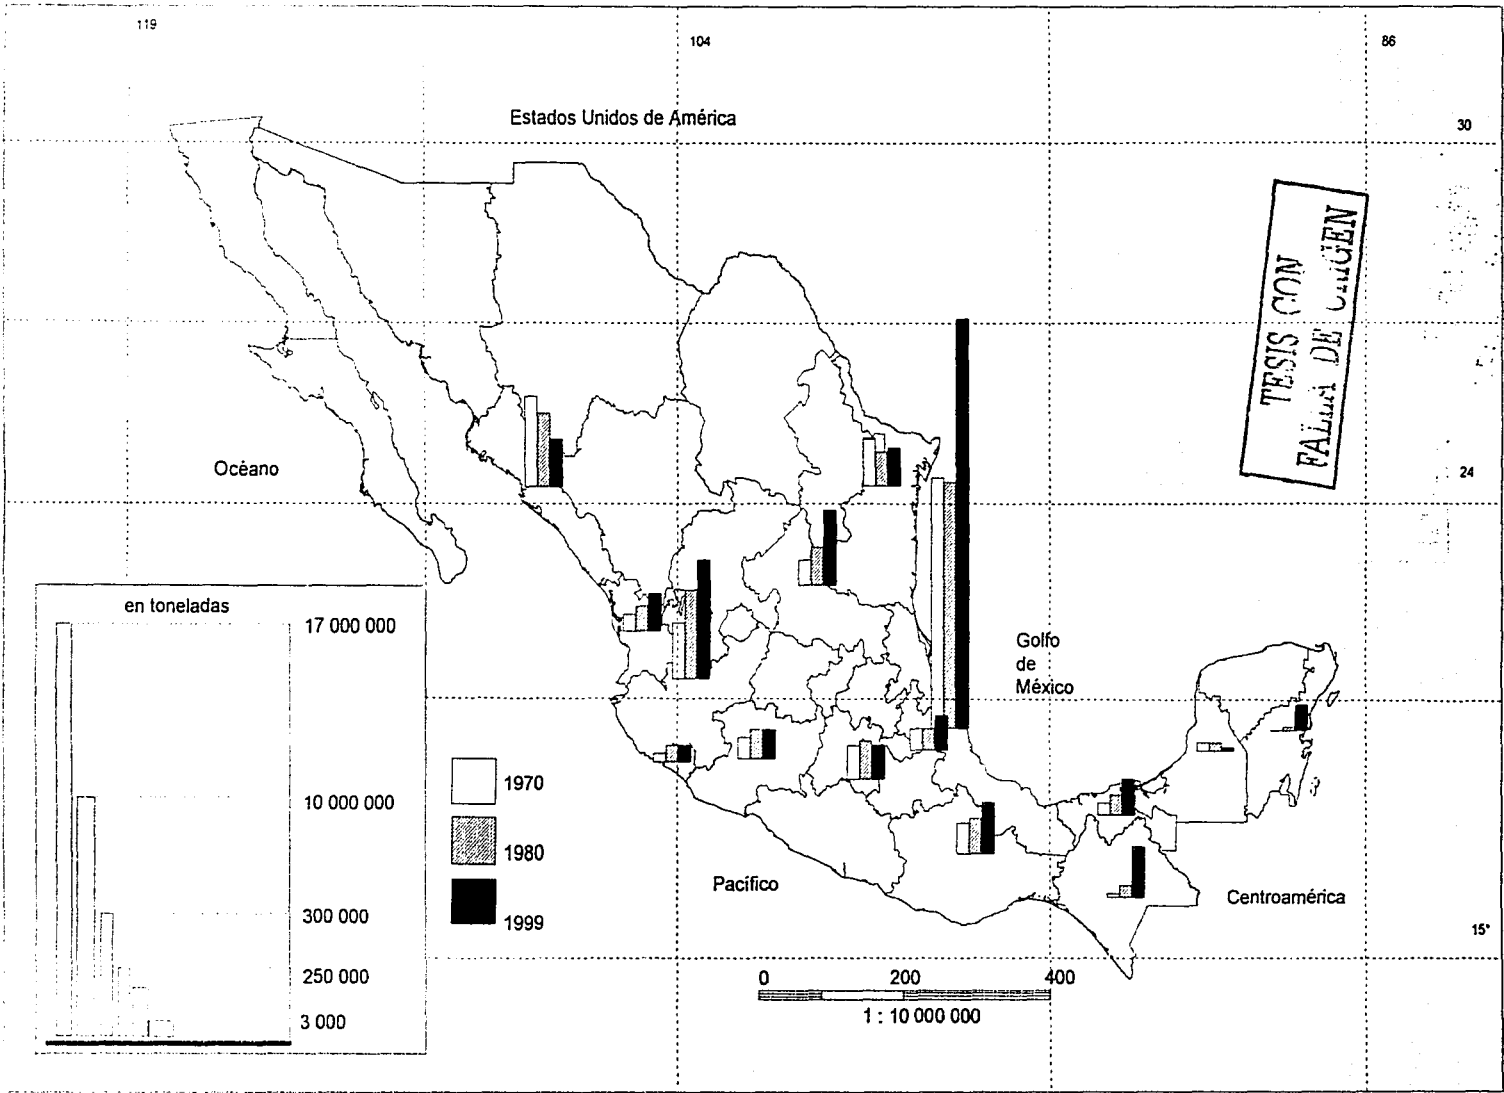 119
104
86
Estados Unidos de América
30
TESIS CON
FALLA DE ORIGEN
Océano
24
en toneladas
17 000 000
10 000 000
300 000
250 000
3 000
Golfo
de
México
1970
1980
1999
Pacífico
Centroamérica
15°
0 200 400
1 : 10 000 000